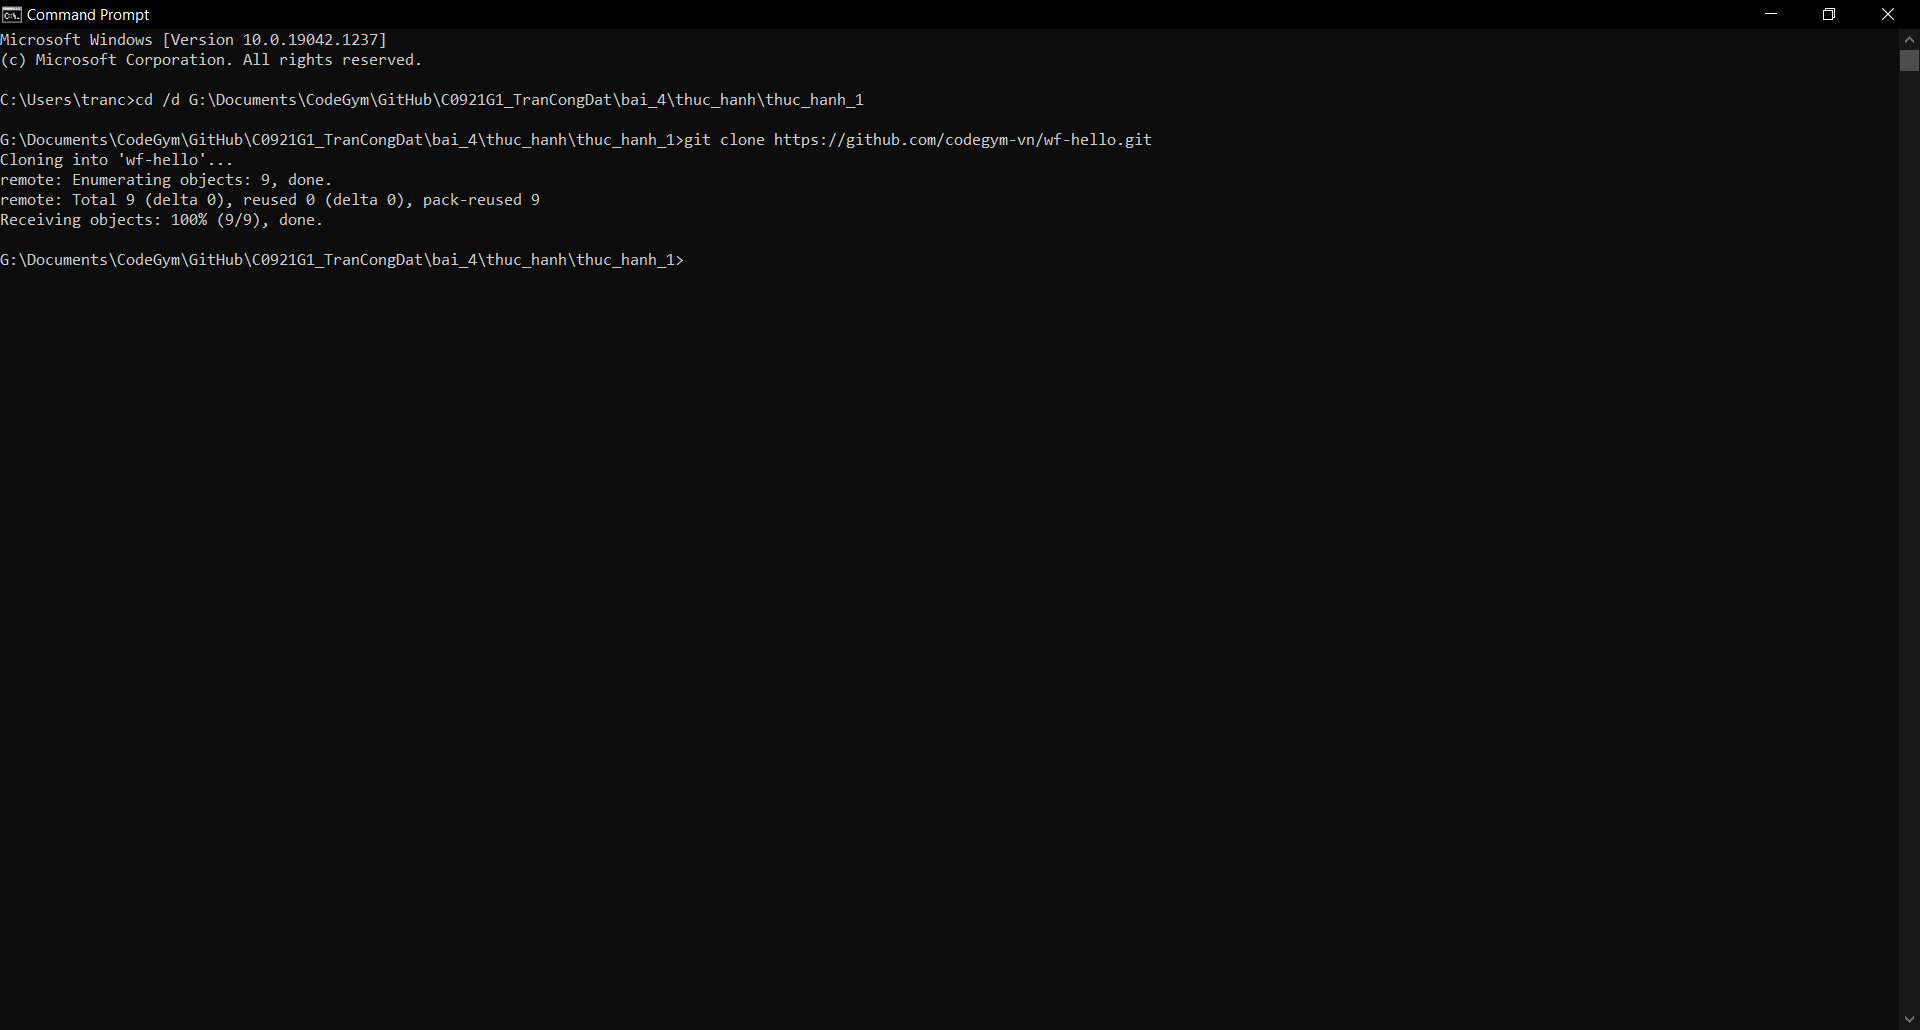 Command Prompt
Microsoft Windows [Version 10.0.19042.1237]
(c) Microsoft Corporation. All rights reserved.
C:\Users\tranc>cd /d G:\Documents\CodeGym\GitHub\C0921G1_TranCongDat\bai_4\thuc_hanh\thuc_hanh_1
G:\Documents\CodeGym\GitHub\C0921G1_TranCongDat\bai_4\thuc_hanh\thuc_hanh_1>git clone https://github.com/codegym-vn/wf-hello.git
Cloning into 'wf-hello'...
remote: Enumerating objects: 9, done.
remote: Total 9 (delta 0), reused 0 (delta 0), pack-reused 9
Receiving objects: 100% (9/9), done.
G:\Documents\CodeGym\GitHub\C0921G1_TranCongDat\bai_4\thuc_hanh\thuc_hanh_1>